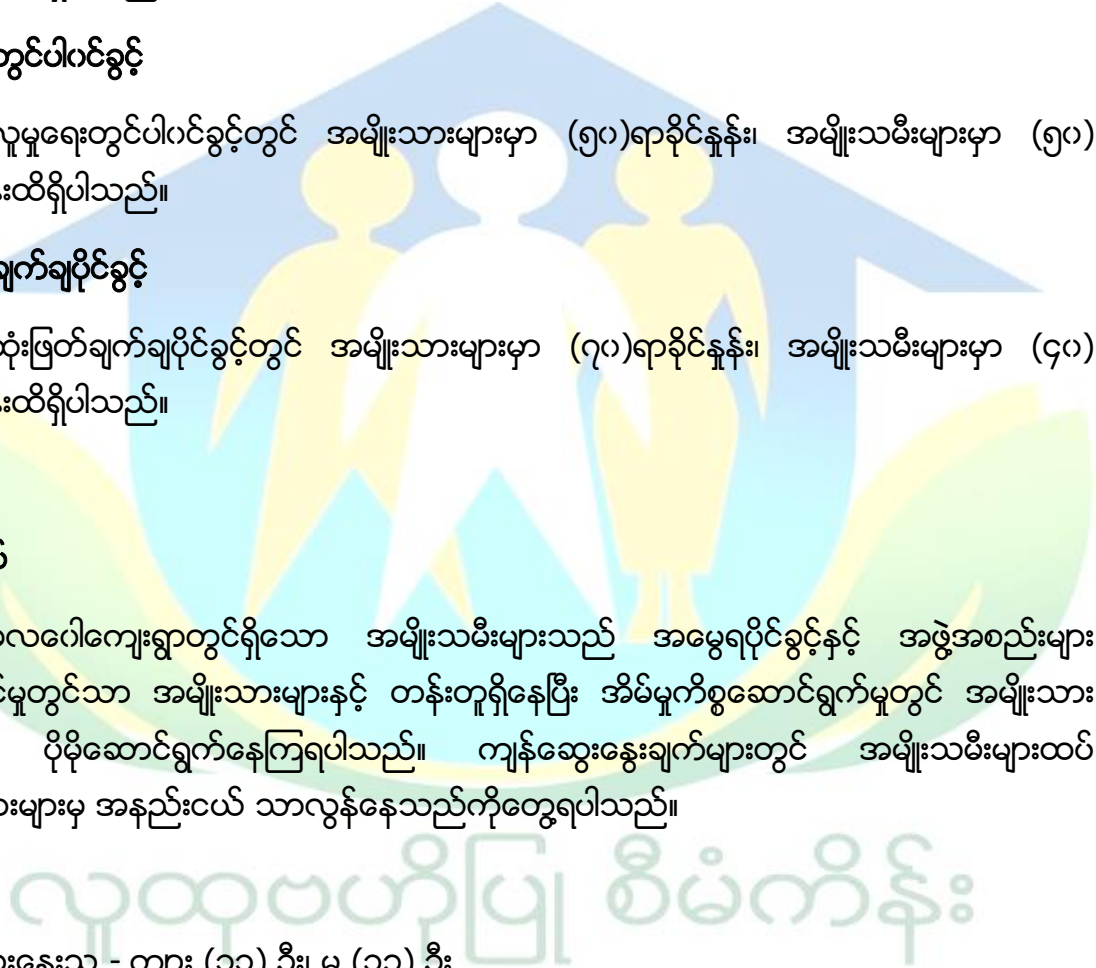 တွင်ပါဝင်ခွင့်
လူမှုရေးတွင်ပါဝင်ခွင့်တွင် အမျိုးသားများမှာ (၅၀)ရာခိုင်နှုန်း၊ အမျိုးသမီးများမှာ (၅၀)
န်းထိရှိပါသည်။
ချက်ချပိုင်ခွင့်
ဆုံးဖြတ်ချက်ချပိုင်ခွင့်တွင် အမျိုးသားများမှာ (၇၀)ရာခိုင်နှုန်း၊ အမျိုးသမီးများမှာ (၄၀)
န်းထိရှိပါသည်။
လပေါကျေးရွာတွင်ရှိသော အမျိုးသမီးများသည် အမွေရပိုင်ခွင့်နှင့် အဖွဲ့အစည်းများ
င်မှုတွင်သာ အမျိုးသားများနှင့် တန်းတူရှိနေပြီး အိမ်မှုကိစ္စဆောင်ရွက်မှုတွင် အမျိုးသား
ပိုမိုဆောင်ရွက်နေကြရပါသည်။ ကျန်ဆွေးနွေးချက်များတွင် အမျိုးသမီးများထပ်
းများမှ အနည်းငယ် သာလွန်နေသည်ကိုတွေ့ရပါသည်။
လူထုဗဟိုပြု စီမံကိန်း